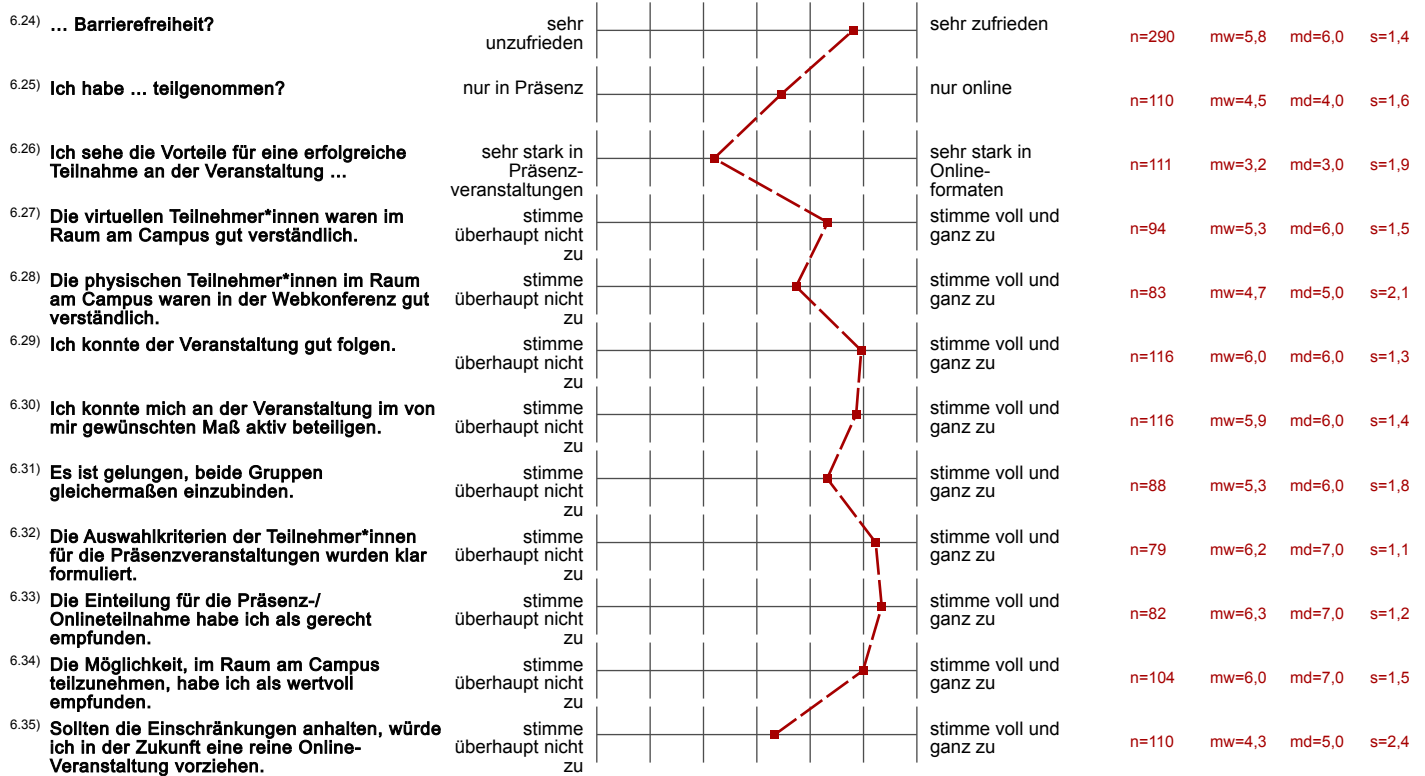 6.24) ... Barrierefreiheit?
sehr
unzufrieden
sehr zufrieden
n=290 mw=5,8 md=6,0 s=1,4
6.25) Ich habe ... teilgenommen?
nur in Präsenz
nur online
n=110 mw=4,5 md=4,0 s=1,6
6.26) Ich sehe die Vorteile für eine erfolgreiche
Teilnahme an der Veranstaltung ...
sehr stark in
Präsenz-
veranstaltungen
sehr stark in
Online-
formaten
n=111 mw=3,2 md=3,0 s=1,9
6.27) Die virtuellen Teilnehmer*innen waren im
Raum am Campus gut verständlich.
stimme
überhaupt nicht
zu
stimme voll und
ganz zu
n=94 mw=5,3 md=6,0 s=1,5
6.28) Die physischen Teilnehmer*innen im Raum
am Campus waren in der Webkonferenz gut
verständlich.
stimme
überhaupt nicht
zu
stimme voll und
ganz zu
n=83 mw=4,7 md=5,0 s=2,1
6.29) Ich konnte der Veranstaltung gut folgen.
stimme
überhaupt nicht
zu
stimme voll und
ganz zu
n=116 mw=6,0 md=6,0 s=1,3
6.30) Ich konnte mich an der Veranstaltung im von
mir gewünschten Maß aktiv beteiligen.
stimme
überhaupt nicht
zu
stimme voll und
ganz zu
n=116 mw=5,9 md=6,0 s=1,4
6.31) Es ist gelungen, beide Gruppen
gleichermaßen einzubinden.
stimme
überhaupt nicht
zu
stimme voll und
ganz zu
n=88 mw=5,3 md=6,0 s=1,8
6.32) Die Auswahlkriterien der Teilnehmer*innen
für die Präsenzveranstaltungen wurden klar
formuliert.
stimme
überhaupt nicht
zu
stimme voll und
ganz zu
n=79 mw=6,2 md=7,0 s=1,1
6.33) Die Einteilung für die Präsenz-/
Onlineteilnahme habe ich als gerecht
empfunden.
stimme
überhaupt nicht
zu
stimme voll und
ganz zu
n=82 mw=6,3 md=7,0 s=1,2
6.34) Die Möglichkeit, im Raum am Campus
teilzunehmen, habe ich als wertvoll
empfunden.
stimme
überhaupt nicht
zu
stimme voll und
ganz zu
n=104 mw=6,0 md=7,0 s=1,5
6.35) Sollten die Einschränkungen anhalten, würde
ich in der Zukunft eine reine Online-
Veranstaltung vorziehen.
stimme
überhaupt nicht
zu
stimme voll und
ganz zu
n=110 mw=4,3 md=5,0 s=2,4